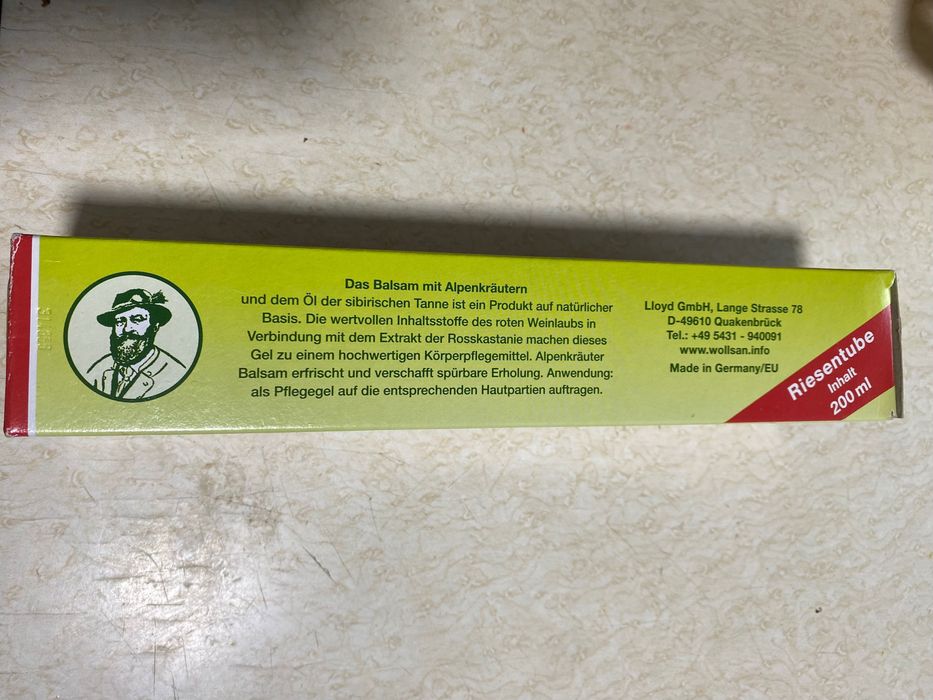 Das Balsam mit Alpenkräutern
und dem Öl der sibirischen Tanne ist ein Produkt auf natürlicher
Basis. Die wertvollen Inhaltsstoffe des roten Weinlaubs in
Verbindung mit dem Extrakt der Rosskastanie machen dieses
Gel zu einem hochwertigen Körperpflegemittel. Alpenkräuter
Balsam erfrischt und verschafft spürbare Erholung. Anwendung:
als Pflegegel auf die entsprechenden Hautpartien auftragen.
Lloyd GmbH, Lange Strasse 78
D-49610 Quakenbrück
Tel.: +49 5431 - 940091
www.wollsan.info
Made in Germany/EU
Riesentube
Inhalt
200 ml